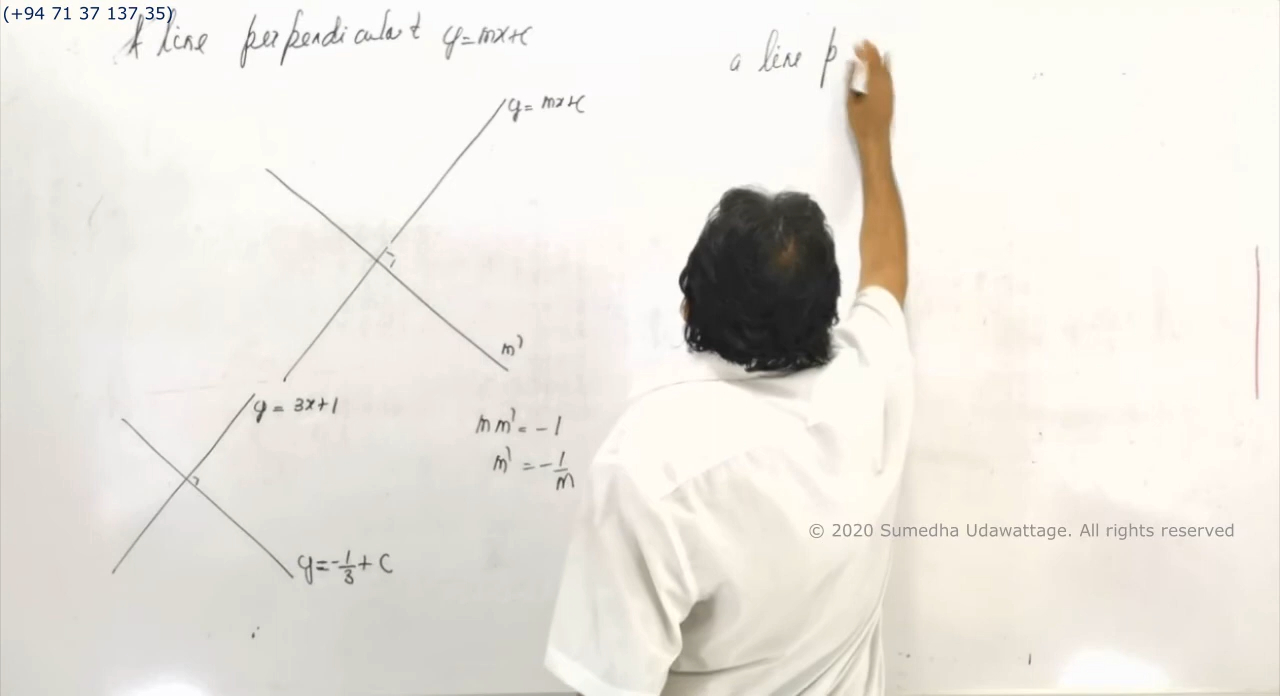 (+94 71 37 137 35)
A line perpendicular t y=mx+c
a line p
y= mx+c
m'
y = 3x+1
mm' = -1
m' = -1/m
© 2020 Sumedha Udawattage. All rights reserved
y=-1/3+ C